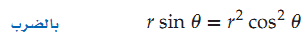 بالضرب r sin θ = r² cos² θ